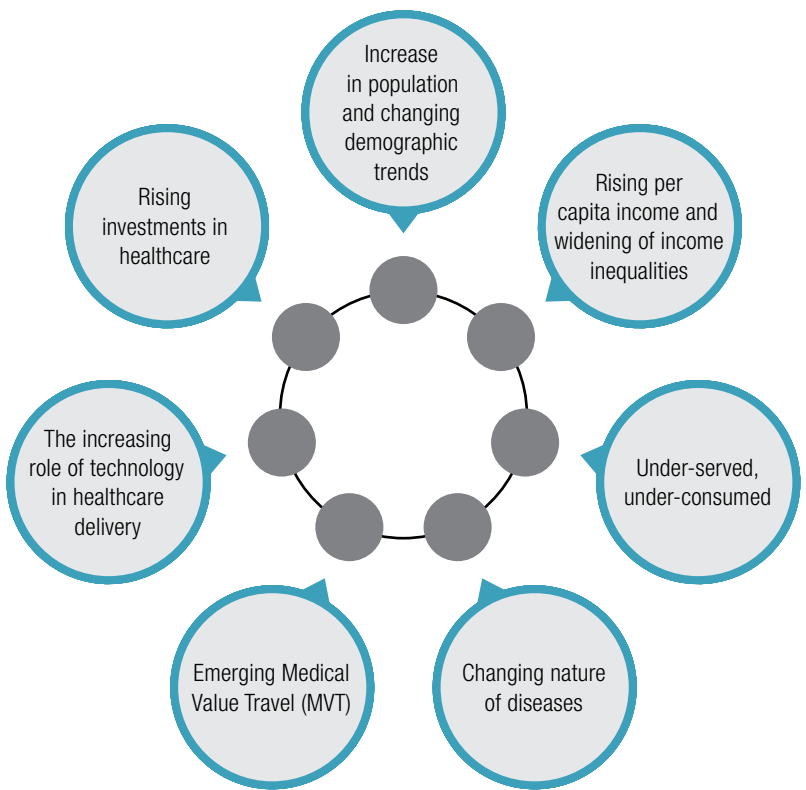 Increase
in population
and changing
demographic
trends
Rising per
capita income and
widening of income
inequalities
Under-served,
under-consumed
Changing nature
of diseases
Emerging Medical
Value Travel (MVT)
The increasing
role of technology
in healthcare
delivery
Rising
investments in
healthcare